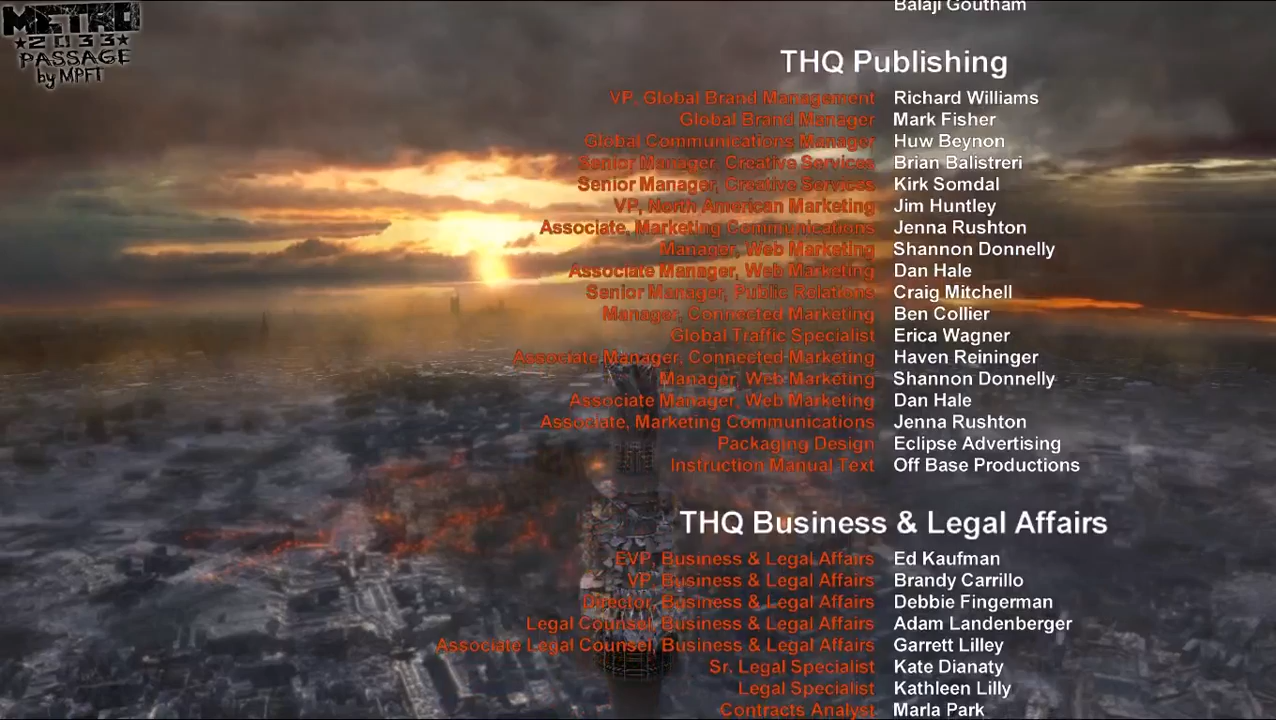 METRO
2033
PASSAGE
by MPFT
Balaji Goutham
THQ Publishing
VP, Global Brand Management Richard Williams
Global Brand Manager Mark Fisher
Global Communications Manager Huw Beynon
Senior Manager, Creative Services Brian Balistreri
Senior Manager, Creative Services Kirk Somdal
VP, North American Marketing Jim Huntley
Associate, Marketing Communications Jenna Rushton
Manager, Web Marketing Shannon Donnelly
Associate Manager, Web Marketing Dan Hale
Senior Manager, Public Relations Craig Mitchell
Manager, Connected Marketing Ben Collier
Global Traffic Specialist Erica Wagner
Associate Manager, Connected Marketing Haven Reininger
Manager, Web Marketing Shannon Donnelly
Associate Manager, Web Marketing Dan Hale
Associate, Marketing Communications Jenna Rushton
Packaging Design Eclipse Advertising
Instruction Manual Text Off Base Productions
THQ Business & Legal Affairs
EVP, Business & Legal Affairs Ed Kaufman
VP, Business & Legal Affairs Brandy Carrillo
Director, Business & Legal Affairs Debbie Fingerman
Legal Counsel, Business & Legal Affairs Adam Landenberger
Associate Legal Counsel, Business & Legal Affairs Garrett Lilley
Sr. Legal Specialist Kate Dianaty
Legal Specialist Kathleen Lilly
Contracts Analyst Marla Park